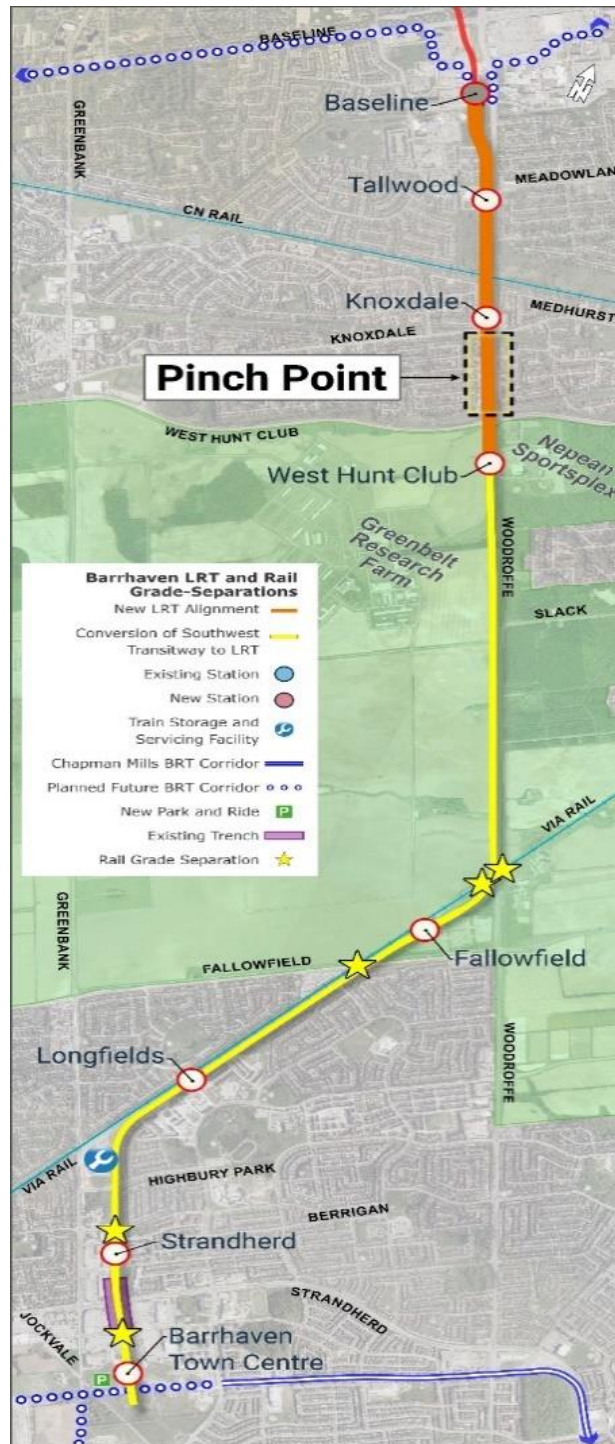 BASELINE
Baseline
N
GREENBANK
Tallwood
MEADOWLAN
CN RAIL
Knoxdale
MEDHURST
KNOXDALE
Pinch Point
WEST HUNT CLUB
Nepean
Sportsplex
West Hunt Club
WOODROFFE
Greenbelt
Research
Farm
Barrhaven LRT and Rail
Grade-Separations
New LRT Alignment
Conversion of Southwest
Transitway to LRT
Existing Station
New Station
Train Storage and
Servicing Facility
Chapman Mills BRT Corridor
Planned Future BRT Corridor
New Park and Ride
P
Existing Trench
Rail Grade Separation
SLACK
VIA RAIL
GREENBANK
FALLOWFIELD
Fallowfield
WOODROFFE
Longfields
VIA RAIL
HIGHBURY PARK
BERRIGAN
Strandherd
STRANDHERD
JOCKVALE
Barrhaven
Town Centre
P